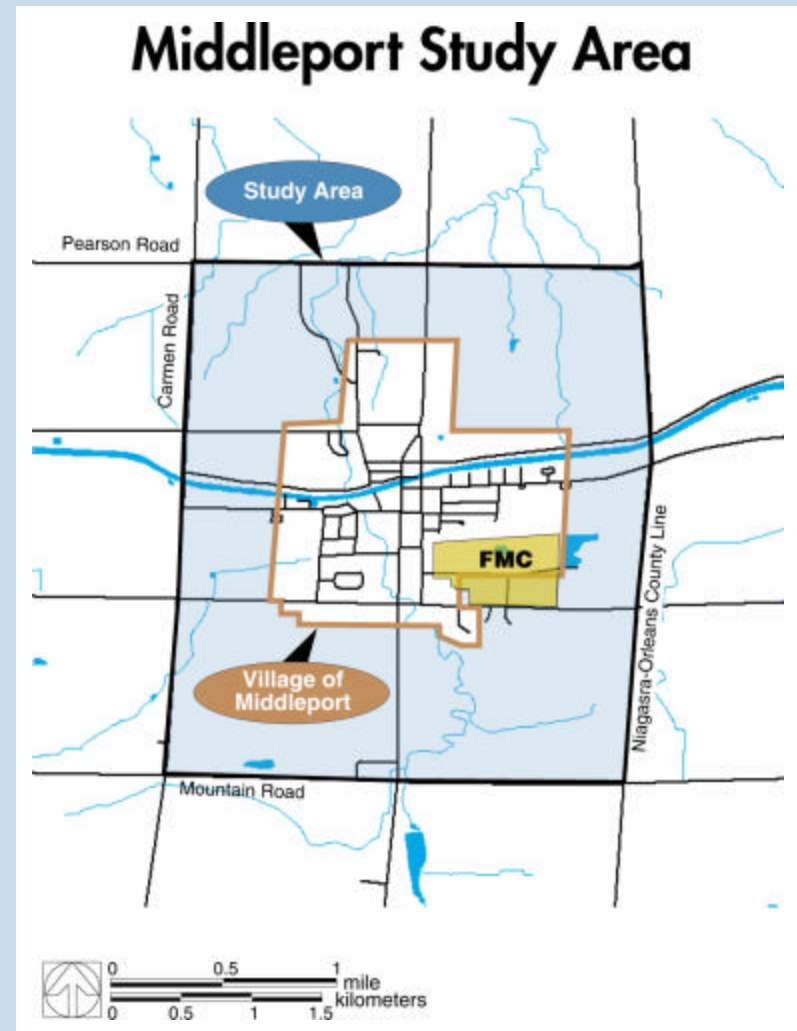 Middleport Study Area
Study Area
Pearson Road
Carmen Road
FMC
Niagasra-Orleans County Line
Village of
Middleport
Mountain Road
0 0.5 1
mile
kilometers
0 0.5 1 1.5